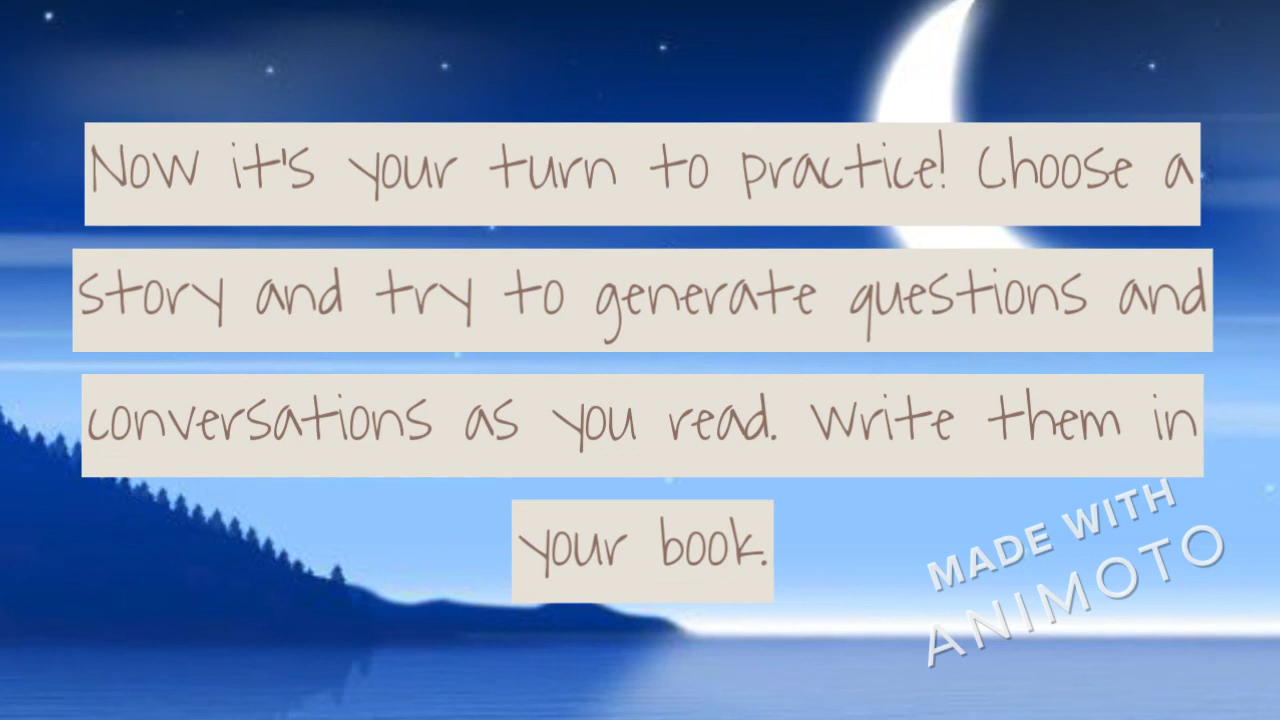 Now it's your turn to practice! Choose a
story and try to generate questions and
conversations as you read. Write them in
your book.
MADE WITH
ANIMOTO